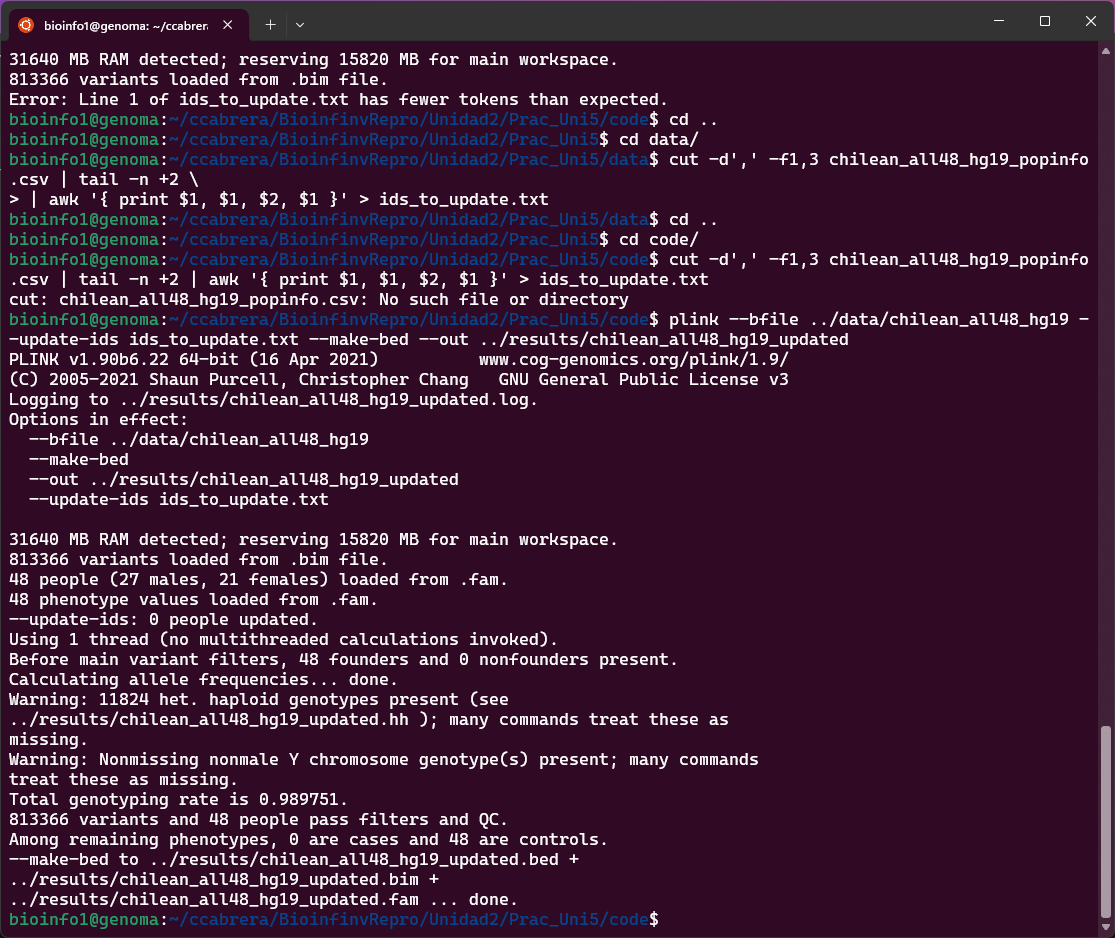 bioinfo1@genoma: ~/ccabrera
31640 MB RAM detected; reserving 15820 MB for main workspace.
813366 variants loaded from .bim file.
Error: Line 1 of ids_to_update.txt has fewer tokens than expected.
bioinfo1@genoma:~/ccabrera/BioinfinvRepro/Unidad2/Prac_Uni5/code$ cd ..
bioinfo1@genoma:~/ccabrera/BioinfinvRepro/Unidad2/Prac_Uni5$ cd data/
bioinfo1@genoma:~/ccabrera/BioinfinvRepro/Unidad2/Prac_Uni5/data$ cut -d',' -f1,3 chilean_all48_hg19_popinfo
.csv | tail -n +2 \
> | awk '{ print $1, $1, $2, $1 }' > ids_to_update.txt
bioinfo1@genoma:~/ccabrera/BioinfinvRepro/Unidad2/Prac_Uni5/data$ cd ..
bioinfo1@genoma:~/ccabrera/BioinfinvRepro/Unidad2/Prac_Uni5$ cd code/
bioinfo1@genoma:~/ccabrera/BioinfinvRepro/Unidad2/Prac_Uni5/code$ cut -d',' -f1,3 chilean_all48_hg19_popinfo
.csv | tail -n +2 | awk '{ print $1, $1, $2, $1 }' > ids_to_update.txt
cut: chilean_all48_hg19_popinfo.csv: No such file or directory
bioinfo1@genoma:~/ccabrera/BioinfinvRepro/Unidad2/Prac_Uni5/code$ plink --bfile ../data/chilean_all48_hg19 -
-update-ids ids_to_update.txt --make-bed --out ../results/chilean_all48_hg19_updated
PLINK v1.90b6.22 64-bit (16 Apr 2021)          www.cog-genomics.org/plink/1.9/
(C) 2005-2021 Shaun Purcell, Christopher Chang   GNU General Public License v3
Logging to ../results/chilean_all48_hg19_updated.log.
Options in effect:
  --bfile ../data/chilean_all48_hg19
  --make-bed
  --out ../results/chilean_all48_hg19_updated
  --update-ids ids_to_update.txt

31640 MB RAM detected; reserving 15820 MB for main workspace.
813366 variants loaded from .bim file.
48 people (27 males, 21 females) loaded from .fam.
48 phenotype values loaded from .fam.
--update-ids: 0 people updated.
Using 1 thread (no multithreaded calculations invoked).
Before main variant filters, 48 founders and 0 nonfounders present.
Calculating allele frequencies... done.
Warning: 11824 het. haploid genotypes present (see
../results/chilean_all48_hg19_updated.hh ); many commands treat these as
missing.
Warning: Nonmissing nonmale Y chromosome genotype(s) present; many commands
treat these as missing.
Total genotyping rate is 0.989751.
813366 variants and 48 people pass filters and QC.
Among remaining phenotypes, 0 are cases and 48 are controls.
--make-bed to ../results/chilean_all48_hg19_updated.bed +
../results/chilean_all48_hg19_updated.bim +
../results/chilean_all48_hg19_updated.fam ... done.
bioinfo1@genoma:~/ccabrera/BioinfinvRepro/Unidad2/Prac_Uni5/code$